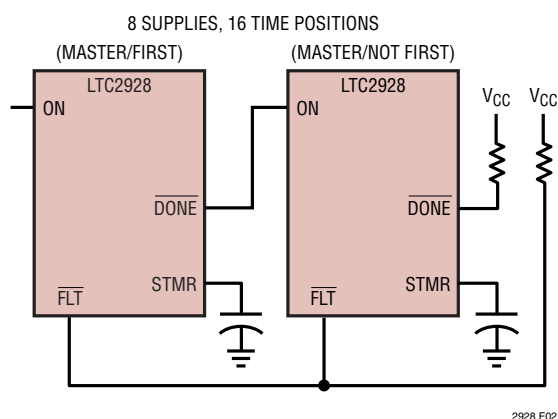 8 SUPPLIES, 16 TIME POSITIONS
(MASTER/FIRST)
(MASTER/NOT FIRST)
LTC2928
LTC2928
VCC
VCC
ON
ON
DONE
DONE
STMR
STMR
FLT
FLT
2928 F02